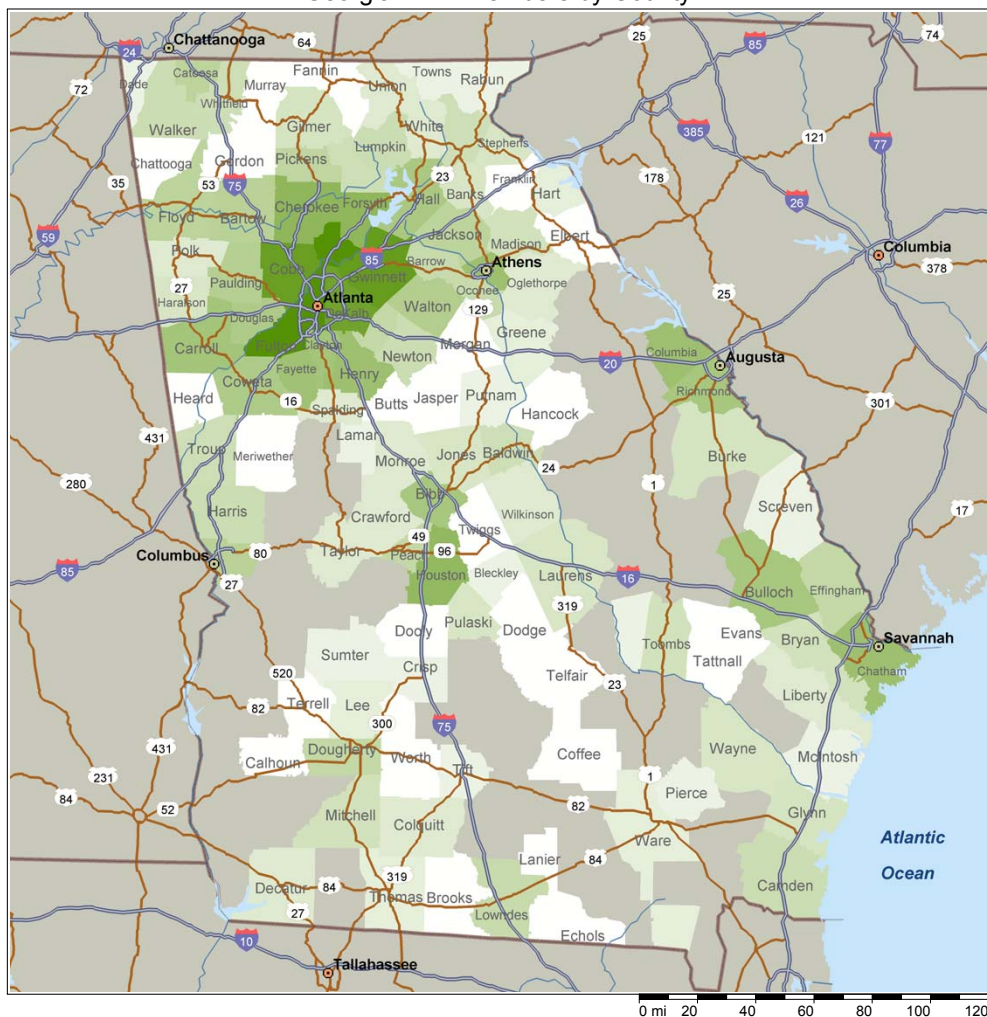 Chattanooga
24
64
25
85
74
Catoosa
Fannin
Towns
Dade
Murray
Union
Rabun
72
Whitfield
385
77
Walker
Gilmer
White
121
Lumpkin
Stephens
Chattooga
Gordon
Pickens
23
178
35
53
75
Banks
Franklin
Hart
26
Cherokee
Forsyth
Hall
Floyd
Bartow
59
Jackson
Elbert
Polk
Madison
Columbia
Cobb
85
Barrow
Athens
378
Gwinnett
27
Paulding
Oconee
Oglethorpe
Haralson
Atlanta
25
Douglas
DeKalb
Walton
129
Greene
Carroll
Fulton
Clayton
Newton
Morgan
Columbia
Augusta
Fayette
Henry
20
Coweta
Richmond
Heard
16
Spalding
Butts
Jasper
Putnam
Hancock
301
431
Lamar
Troup
Meriwether
Monroe
Jones
Baldwin
24
Burke
280
1
Bibb
Screven
Harris
Crawford
Wilkinson
17
Twiggs
Columbus
80
Taylor
49
96
Peach
85
27
Houston
Bleckley
Laurens
16
Bulloch
Effingham
319
Pulaski
Dooly
Dodge
Toombs
Evans
Bryan
Savannah
Sumter
Tattnall
Crisp
Telfair
Chatham
520
23
Terrell
Lee
Liberty
82
300
75
431
Dougherty
Coffee
Wayne
McIntosh
Calhoun
Worth
Tift
231
1
84
52
82
Pierce
Mitchell
Glynn
Colquitt
Ware
Atlantic
Lanier
84
Ocean
319
Decatur
84
Camden
Thomas
Brooks
27
Lowndes
Echols
10
Tallahassee
0 mi 20 40 60 80 100 120